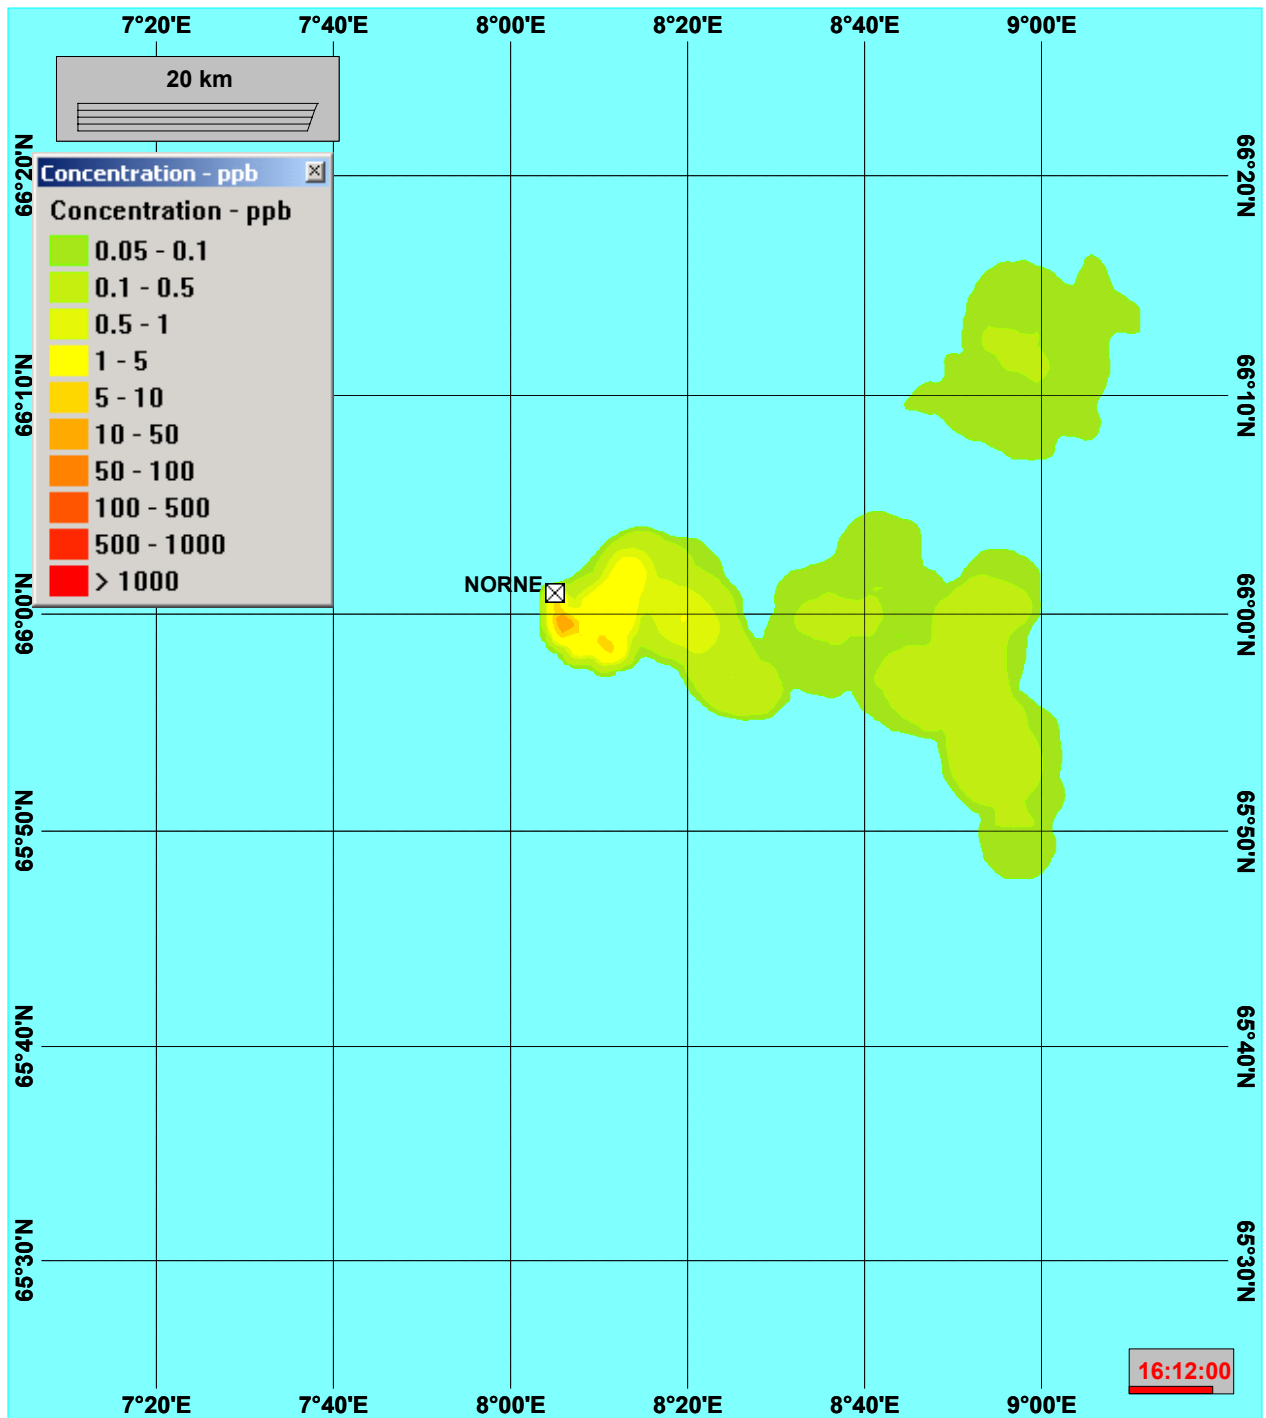 7°20'E 7°40'E 8°00'E 8°20'E 8°40'E 9°00'E
20 km
66°20'N
66°20'N
Concentration - ppb
Concentration - ppb
0.05 - 0.1
0.1 - 0.5
0.5 - 1
1 - 5
5 - 10
10 - 50
50 - 100
100 - 500
500 - 1000
> 1000
66°10'N
66°10'N
NORNE
66°00'N
66°00'N
65°50'N
65°50'N
65°40'N
65°40'N
65°30'N
65°30'N
16:12:00
7°20'E 7°40'E 8°00'E 8°20'E 8°40'E 9°00'E